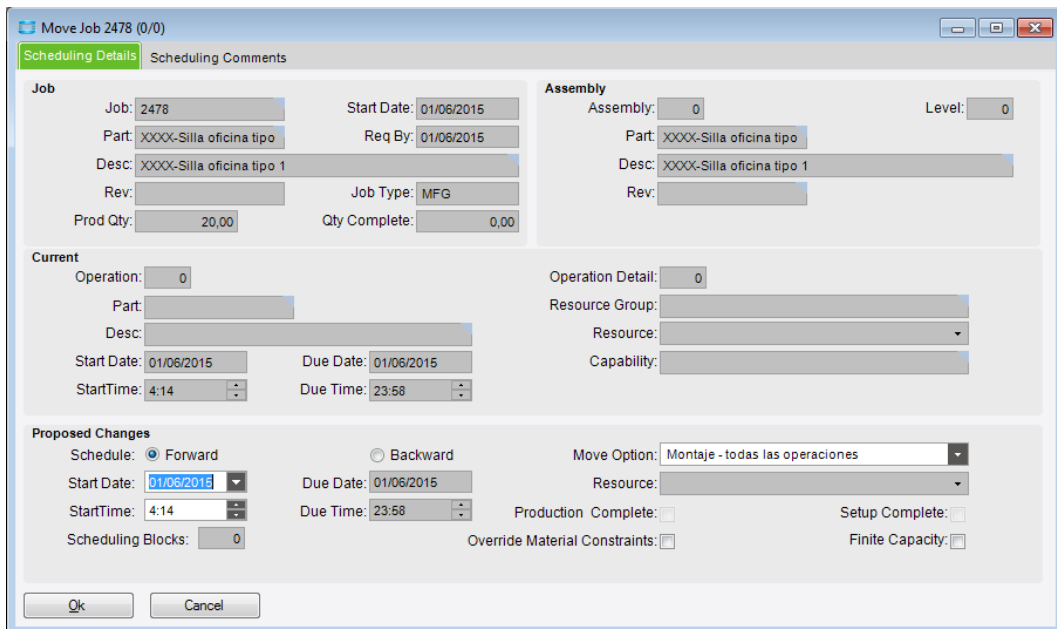 Move Job 2478 (0/0)
Scheduling Details Scheduling Comments
Job
Job: 2478 Start Date: 01/06/2015
Part: XXXX-Silla oficina tipo Req By: 01/06/2015
Desc: XXXX-Silla oficina tipo 1
Rev: Job Type: MFG
Prod Qty: 20,00 Qty Complete: 0,00
Assembly
Assembly: 0 Level: 0
Part: XXXX-Silla oficina tipo
Desc: XXXX-Silla oficina tipo 1
Rev:
Current
Operation: 0
Part:
Desc:
Start Date: 01/06/2015 Due Date: 01/06/2015
StartTime: 4:14 Due Time: 23:58
Operation Detail: 0
Resource Group:
Resource:
Capability:
Proposed Changes
Schedule: Forward Backward
Start Date: 01/06/2015 Due Date: 01/06/2015
StartTime: 4:14 Due Time: 23:58
Scheduling Blocks: 0
Move Option: Montaje - todas las operaciones
Resource:
Production Complete: Setup Complete:
Override Material Constraints: Finite Capacity:
Ok Cancel